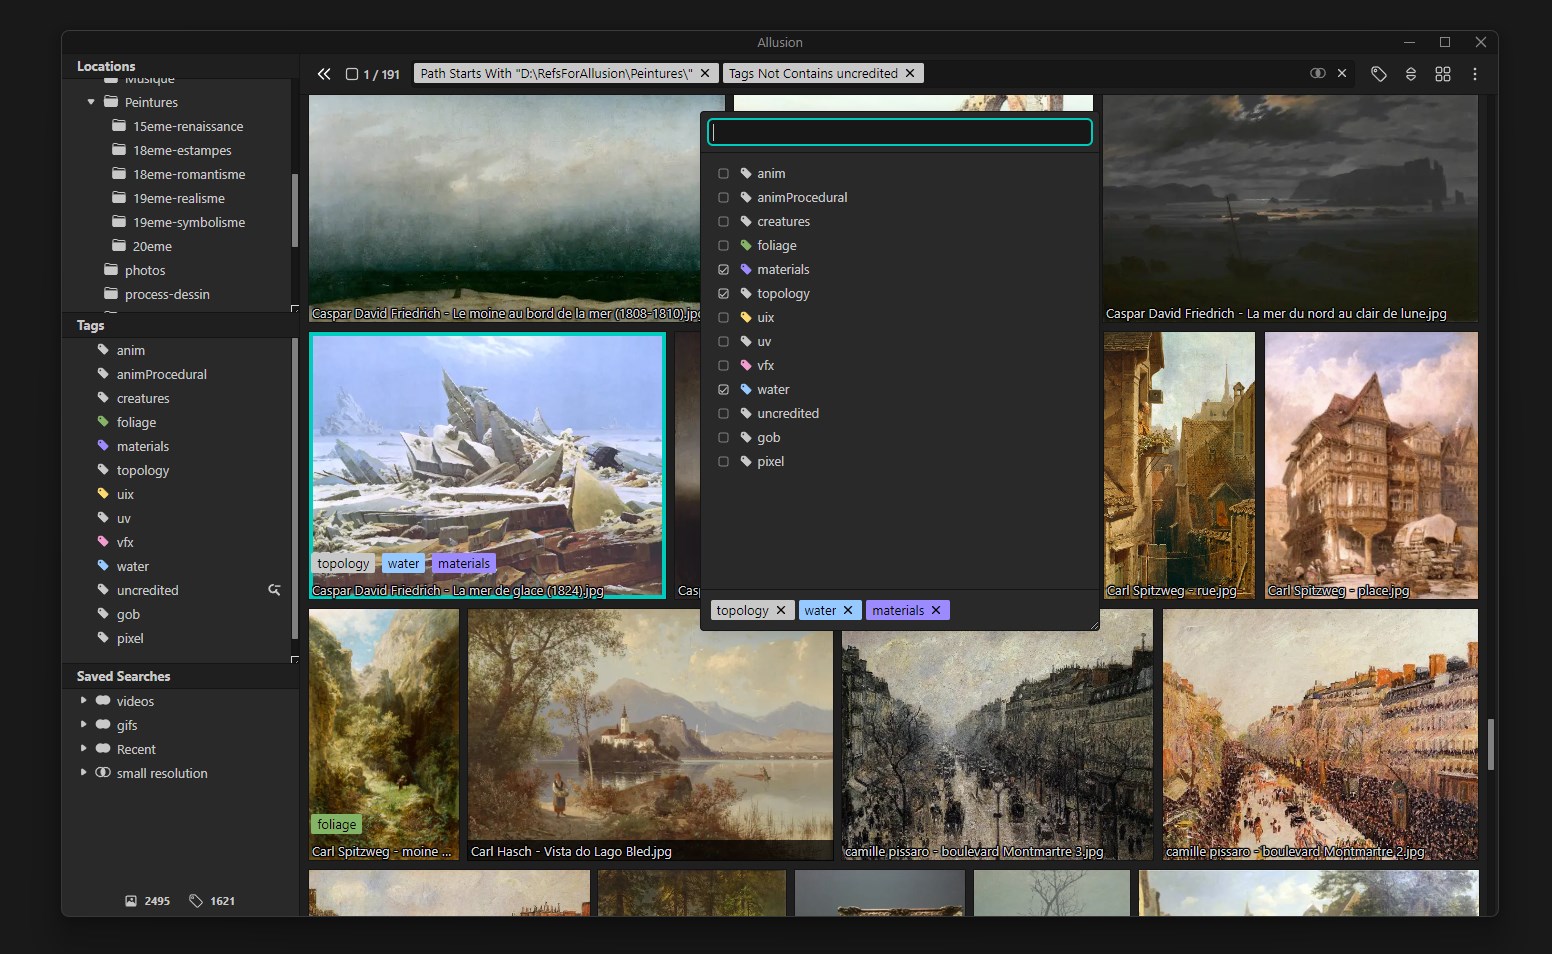 Allusion
Locations
Musique
Peintures
15eme-renaissance
18eme-estampes
18eme-romantisme
19eme-realisme
19eme-symbolisme
20eme
photos
process-dessin
Tags
anim
animProcedural
creatures
foliage
materials
topology
uix
uv
vfx
water
uncredited
gob
pixel
Saved Searches
videos
gifs
Recent
small resolution
2495 1621
1 / 191 Path Starts With "D:\RefsForAllusion\Peintures\" Tags Not Contains uncredited
Caspar David Friedrich - Le moine au bord de la mer (1808-1810).jpg
Caspar David Friedrich - La mer du nord au clair de lune.jpg
anim
animProcedural
creatures
foliage
materials
topology
uix
uv
vfx
water
uncredited
gob
pixel
topology water materials
topology water materials
Caspar David Friedrich - La mer de glace (1824).jpg
Carl Spitzweg - rue.jpg
Carl Spitzweg - place.jpg
foliage
Carl Spitzweg - moine ...
Carl Hasch - Vista do Lago Bled.jpg
camille pissaro - boulevard Montmartre 3.jpg
camille pissaro - boulevard Montmartre 2.jpg